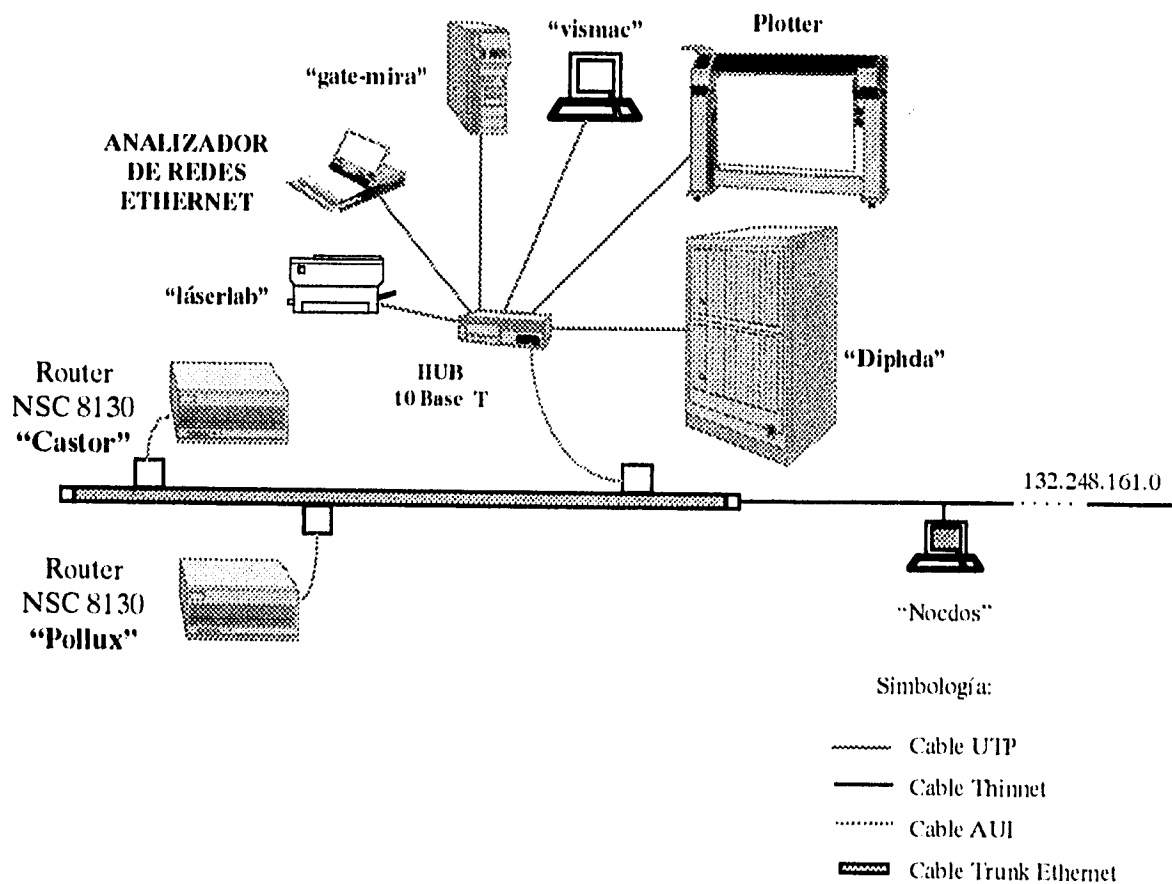 “vismac”
Plotter
“gate-mira”
ANALIZADOR
DE REDES
ETHERNET
“láserlab”
HUB
10 Base T
“Diphda”
Router
NSC 8130
“Castor”
132.248.161.0
Router
NSC 8130
“Pollux”
“Nocdos”
Simbología:
Cable UTP
Cable Thinnet
Cable AUI
Cable Trunk Ethernet